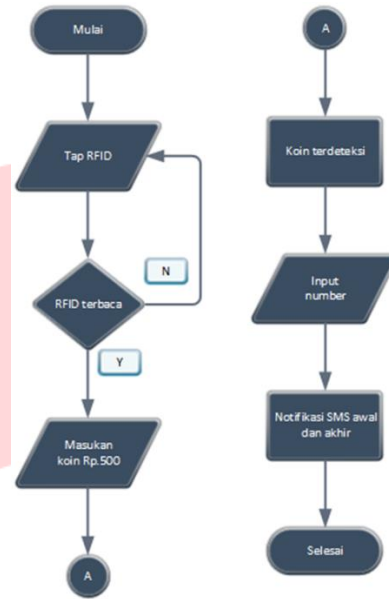 Mulai
Tap RFID
N
RFID terbaca
Y
Masukan
koin Rp.500
A
A
Koin terdeteksi
Input
number
Notifikasi SMS awal
dan akhir
Selesai